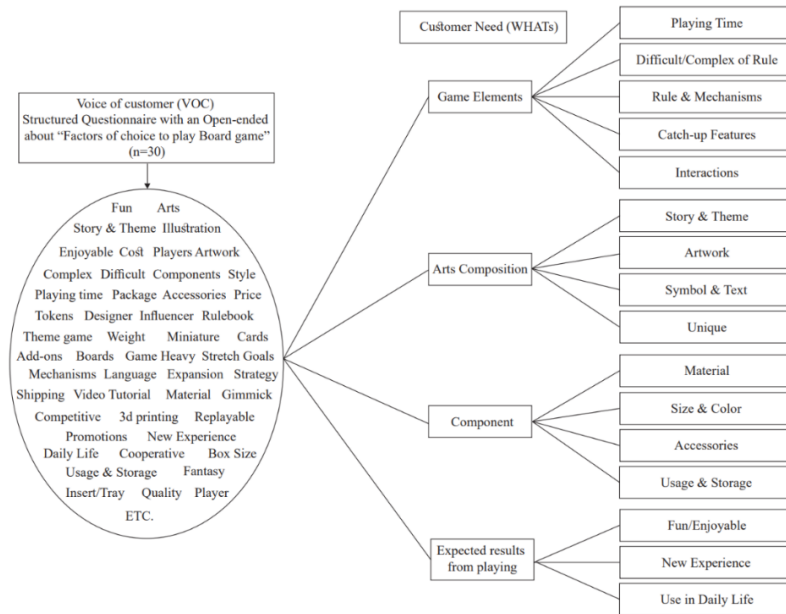 Customer Need (WHATs)
Voice of customer (VOC)
Structured Questionnaire with an Open-ended
about “Factors of choice to play Board game”
(n=30)
Fun Arts
Story & Theme Illustration
Enjoyable Cost Players Artwork
Complex Difficult Components Style
Playing time Package Accessories Price
Tokens Designer Influencer Rulebook
Theme game Weight Miniature Cards
Add-ons Boards Game Heavy Stretch Goals
Mechanisms Language Expansion Strategy
Shipping Video Tutorial Material Gimmick
Competitive 3d printing Replayable
Promotions New Experience
Daily Life Cooperative Box Size
Usage & Storage Fantasy
Insert/Tray Quality Player
ETC.
Game Elements
Playing Time
Difficult/Complex of Rule
Rule & Mechanisms
Catch-up Features
Interactions
Arts Composition
Story & Theme
Artwork
Symbol & Text
Unique
Component
Material
Size & Color
Accessories
Usage & Storage
Expected results
from playing
Fun/Enjoyable
New Experience
Use in Daily Life